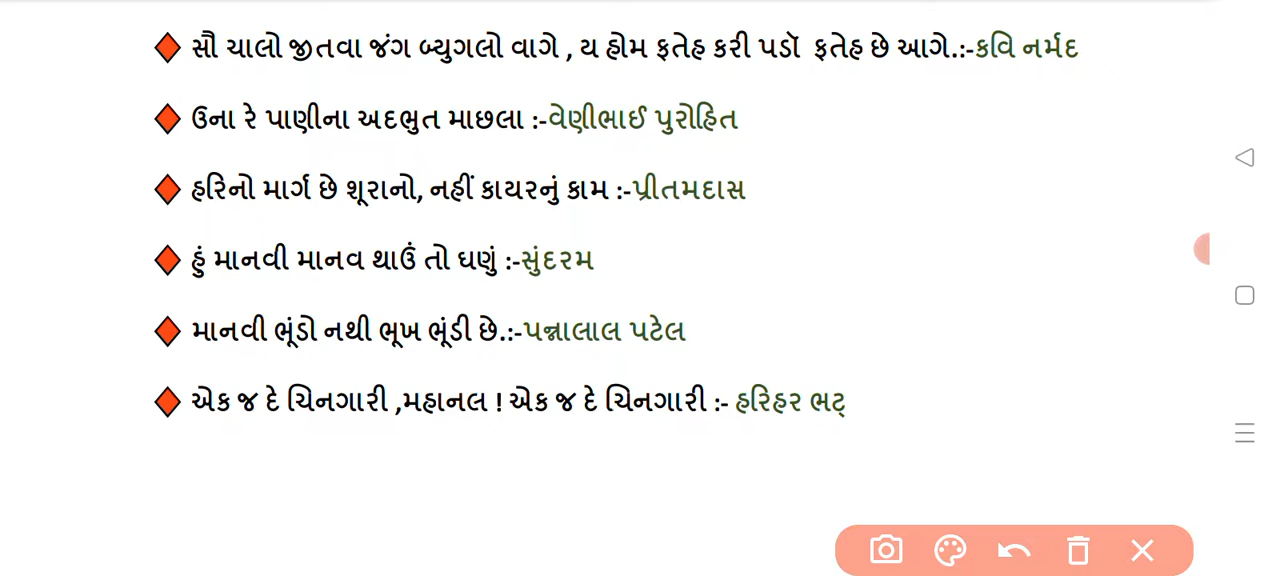 સૌ ચાલો જીતવા જંગ બ્યુગલો વાગે , ય હોમ ફતેહ કરી પડૉ  ફતેહ છે આગે.:-કવિ નર્મદ
ઉના રે પાણીના અદભુત માછલા :-વેણીભાઈ પુરોહિત
હરિનો માર્ગ છે શૂરાનો, નહીં કાયરનું કામ :-પ્રીતમદાસ
હું માનવી માનવ થાઉં તો ઘણું :-સુંદરમ
માનવી ભૂંડો નથી ભૂખ ભૂંડી છે.:-પન્નાલાલ પટેલ
એક જ દે ચિનગારી ,મહાનલ ! એક જ દે ચિનગારી :- હરિહર ભટ્